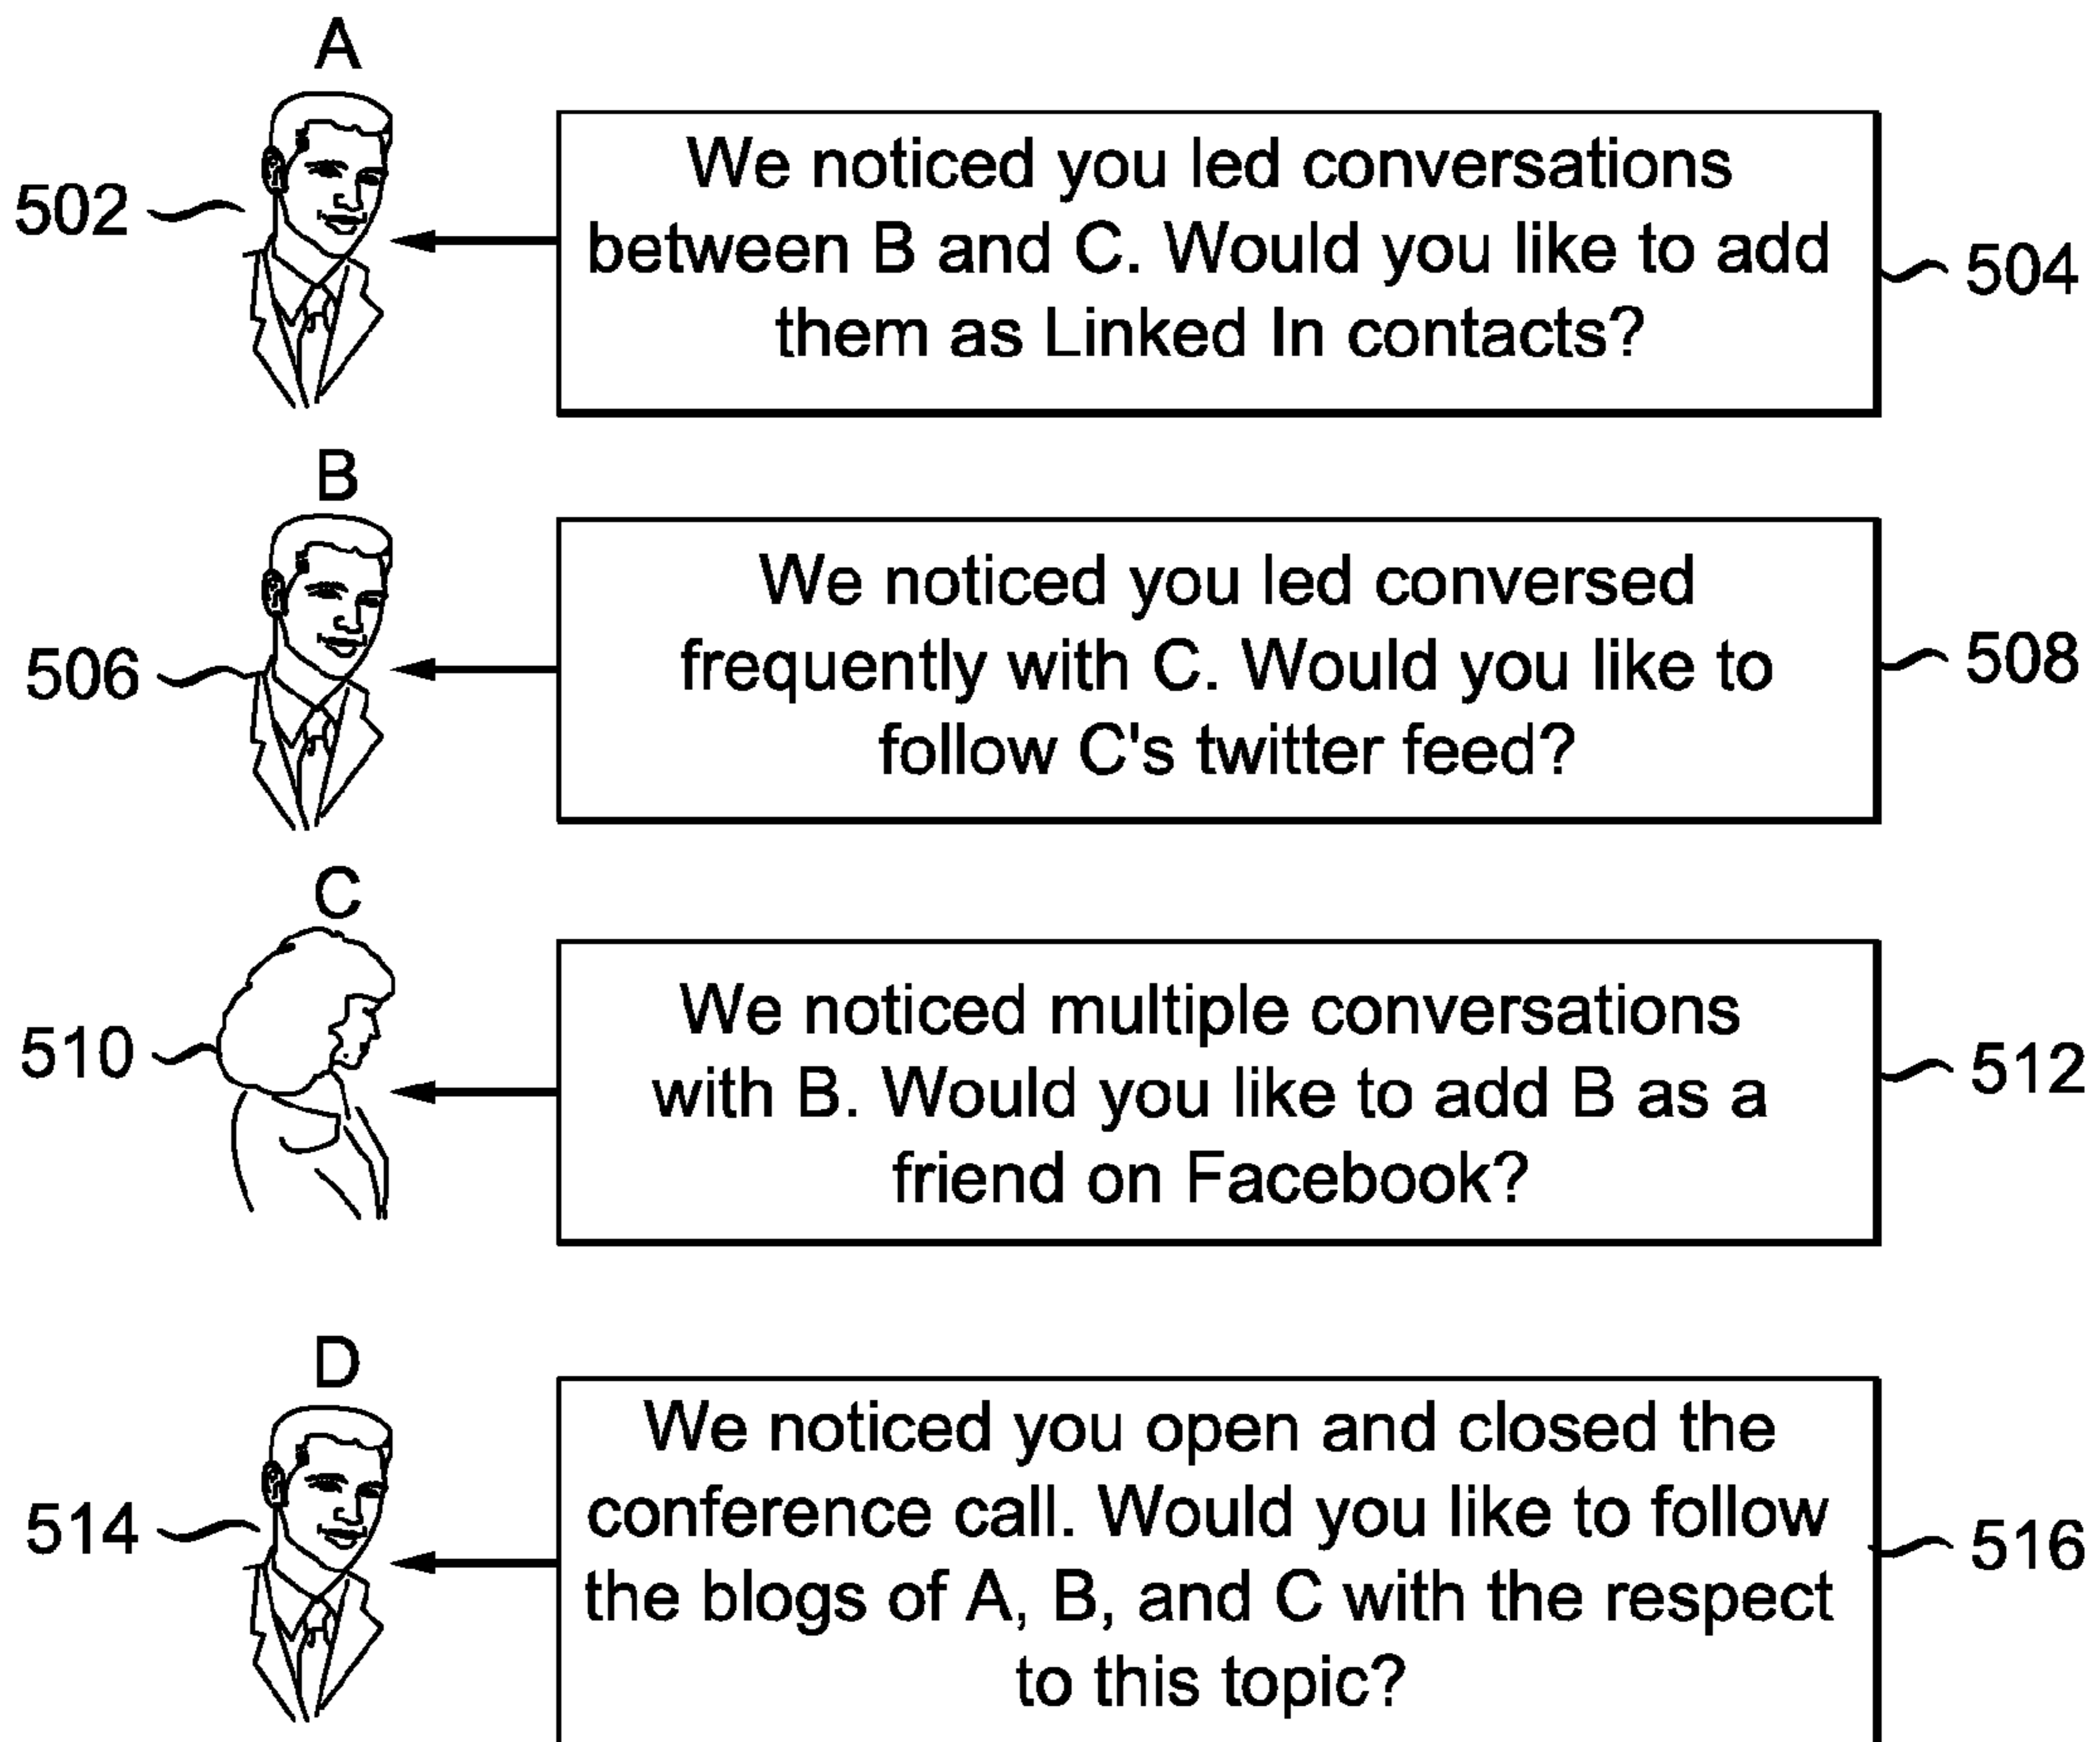 A
502
We noticed you led conversations
between B and C. Would you like to add
them as Linked In contacts?
504
B
506
We noticed you led conversed
frequently with C. Would you like to
follow C's twitter feed?
508
C
510
We noticed multiple conversations
with B. Would you like to add B as a
friend on Facebook?
512
D
514
We noticed you open and closed the
conference call. Would you like to follow
the blogs of A, B, and C with the respect
to this topic?
516